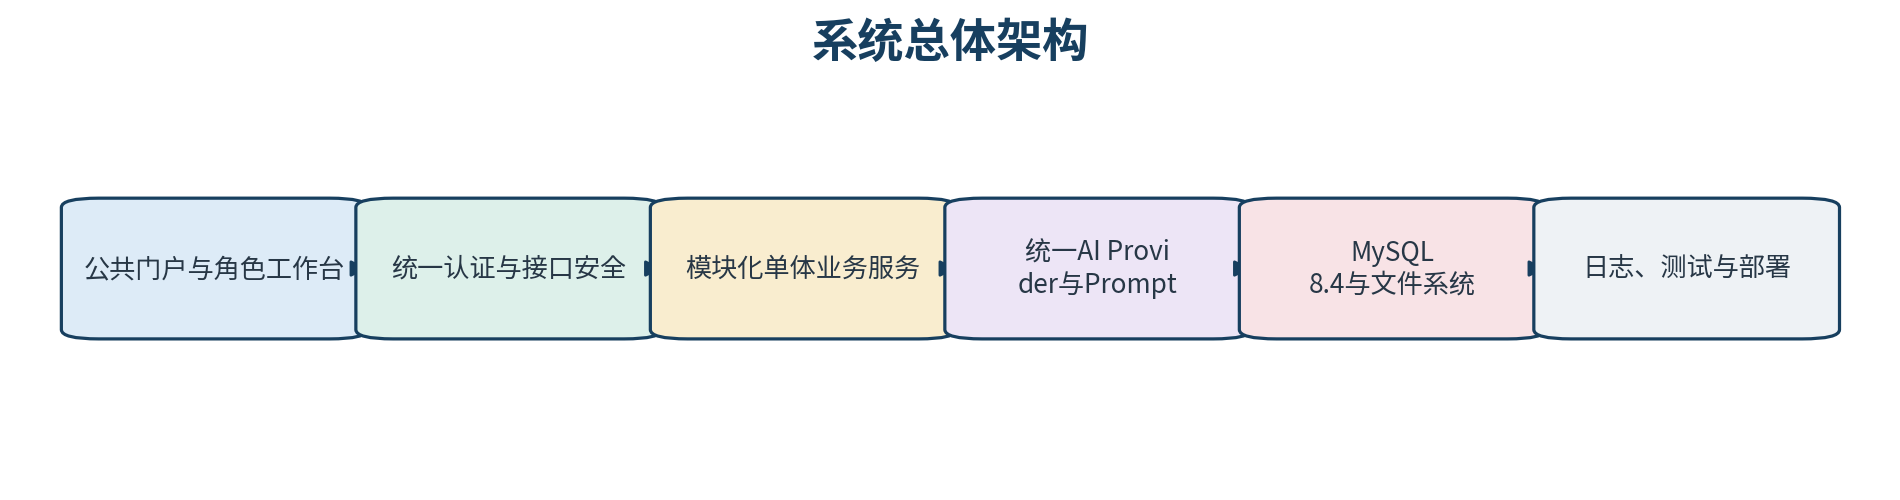 系统总体架构
公共门户与角色工作台
统一认证与接口安全
模块化单体业务服务
统一AI Provi
der与Prompt
MySQL
8.4与文件系统
日志、测试与部署